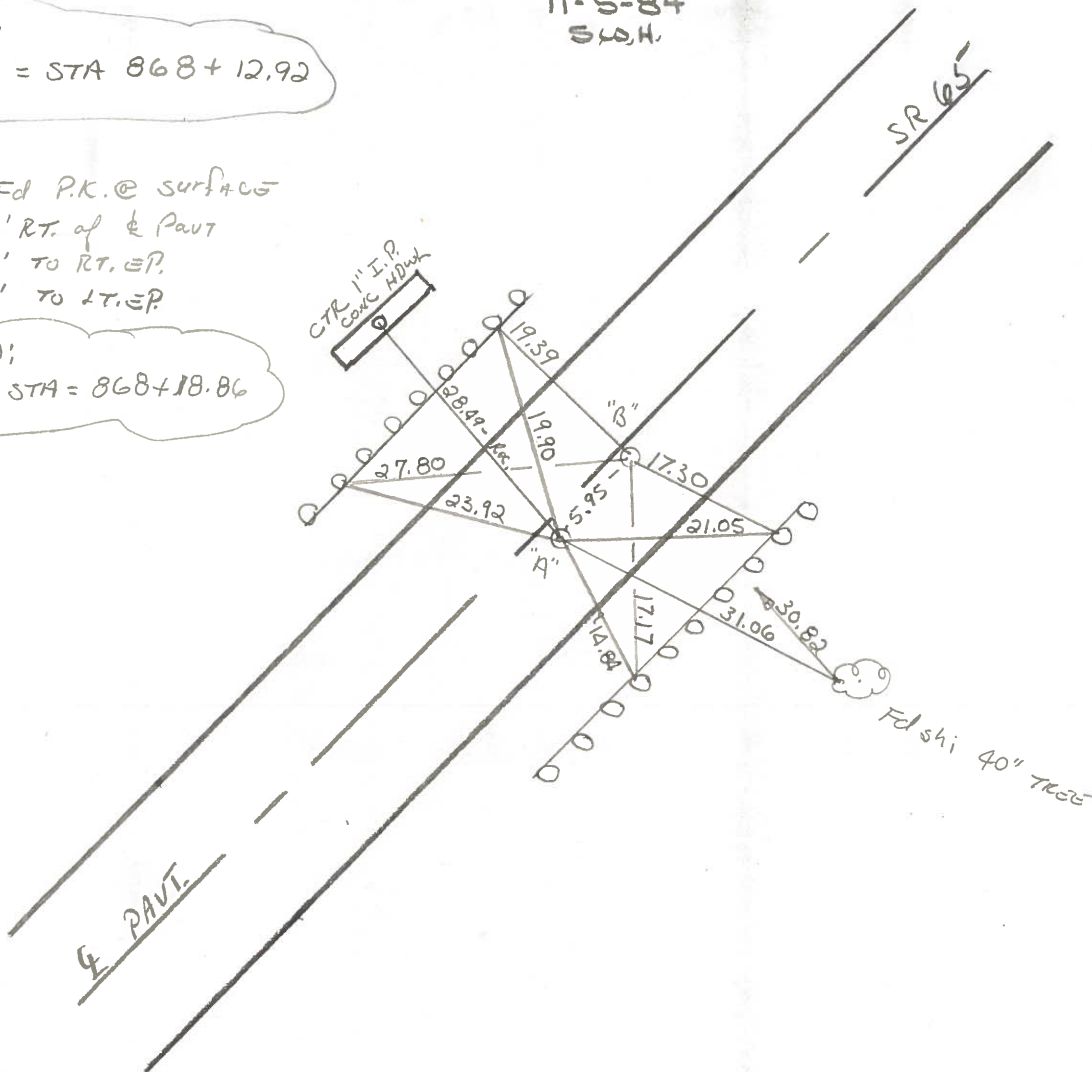 11-5-84
S.W.H.
= STA 868+12.92
SR 65
Fd P.K. @ SURFACE
' RT. of ℄ PAVT
' TO RT. EP.
' TO LT. EP.
STA = 868+18.86
CTR 1" I.P.
CONC HDWL
19.39
"B"
28.49
19.90
27.80
17.30
5.95
23.92
21.05
"A"
17.17
30.82
31.06
14.84
Fd shi 40" TREE
℄ PAVT.